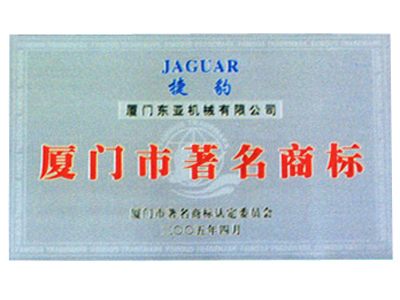 JAGUAR
捷豹
厦门东亚机械有限公司
厦门市著名商标
厦门市著名商标认定委员会
二〇〇五年四月